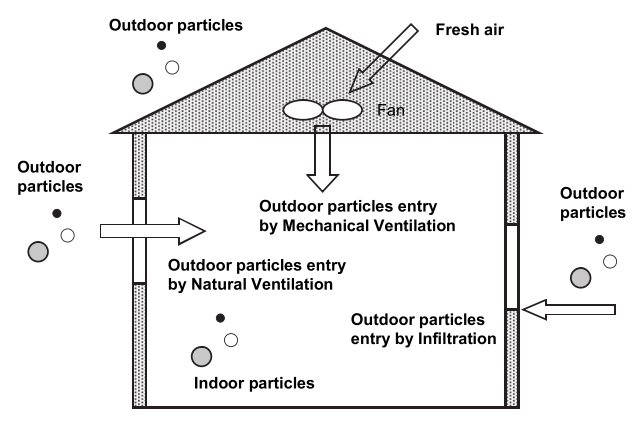 Outdoor particles
Fresh air
Fan
Outdoor
particles
Outdoor
particles
Outdoor particles entry
by Mechanical Ventilation
Outdoor particles entry
by Natural Ventilation
Outdoor particles
entry by Infiltration
Indoor particles